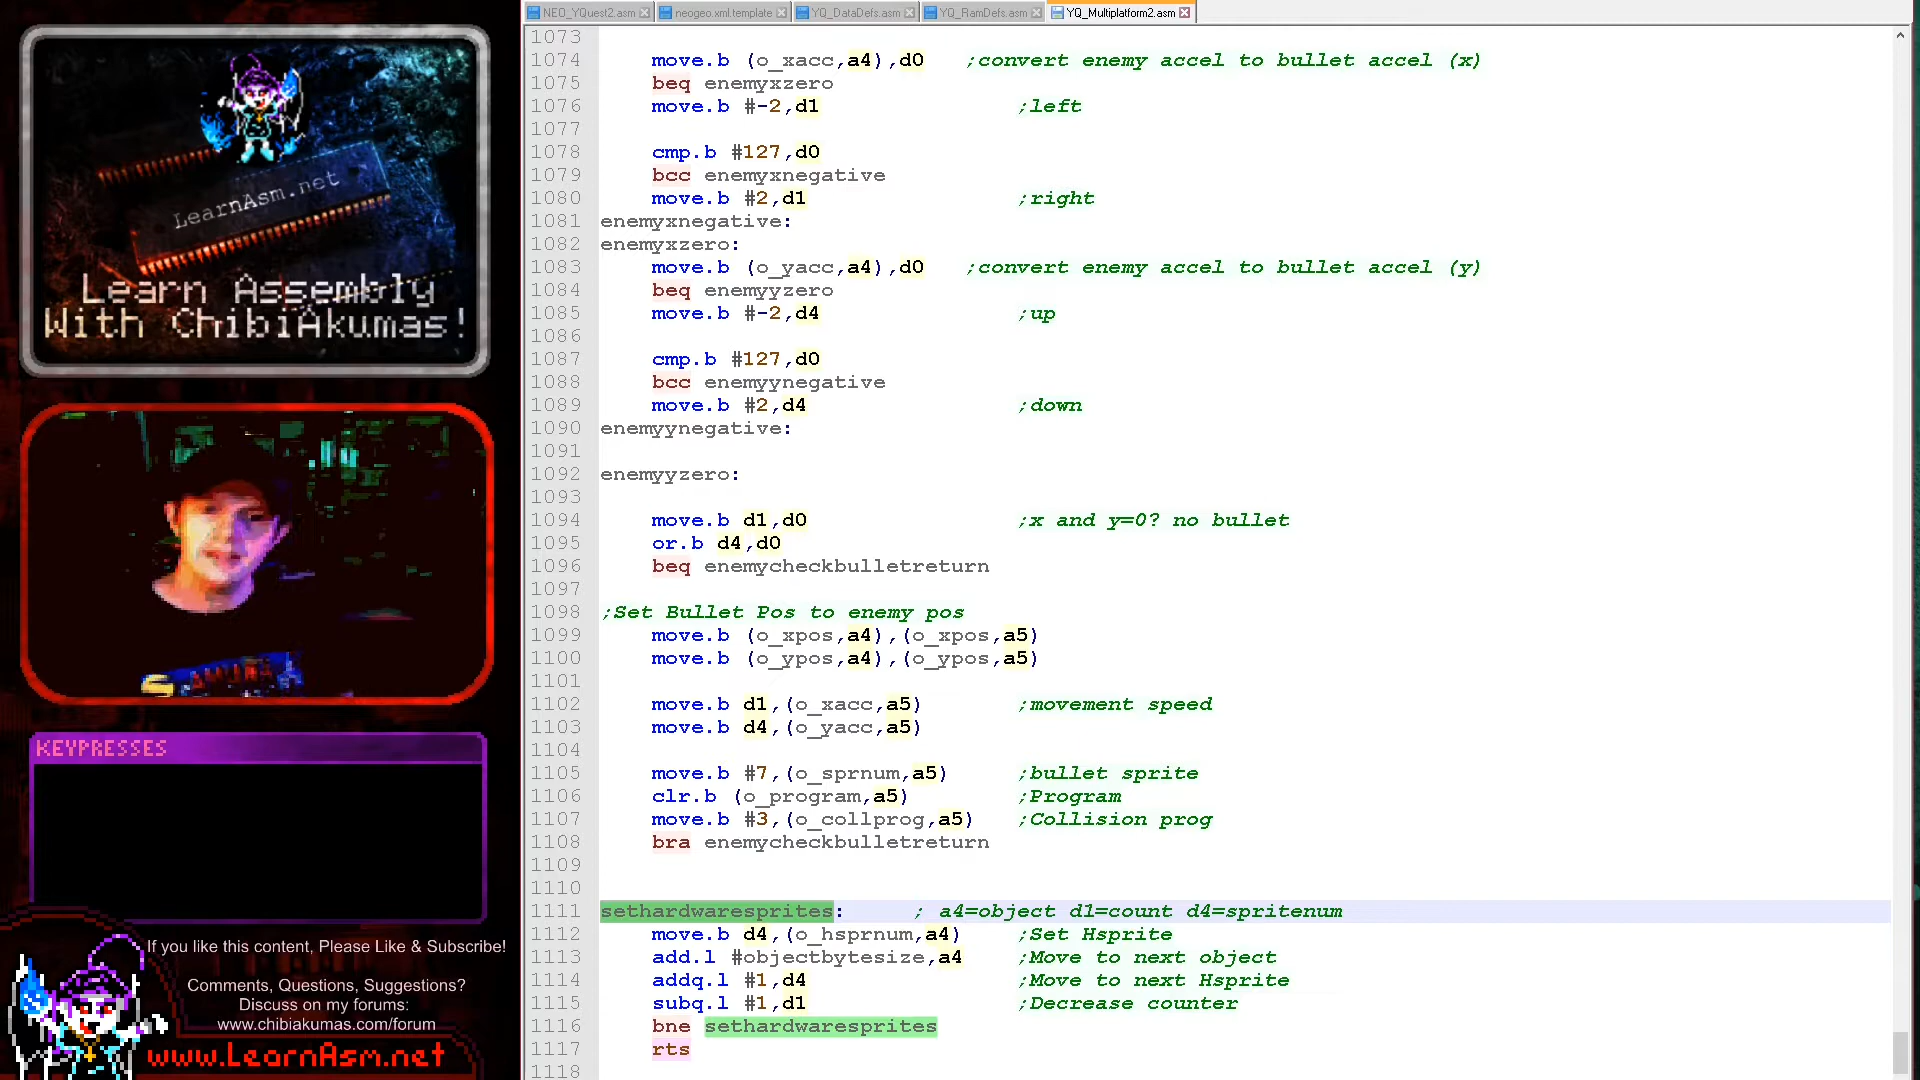 NEO_YQuest2.asm
neogeo.xml.template
YQ_DataDefs.asm
YQ_RamDefs.asm
YQ_Multiplatform2.asm
LearnAsm.net
Learn Assembly
With ChibiAkumas!
KEYPRESSES
If you like this content, Please Like & Subscribe!
Comments, Questions, Suggestions?
Discuss on my forums:
www.chibiakumas.com/forum
www.LearnAsm.net
1073
1074 move.b (o_xacc,a4),d0 ;convert enemy accel to bullet accel (x)
1075 beq enemyxzero
1076 move.b #-2,d1 ;left
1077
1078 cmp.b #127,d0
1079 bcc enemyxnegative
1080 move.b #2,d1 ;right
1081 enemyxnegative:
1082 enemyxzero:
1083 move.b (o_yacc,a4),d0 ;convert enemy accel to bullet accel (y)
1084 beq enemyyzero
1085 move.b #-2,d4 ;up
1086
1087 cmp.b #127,d0
1088 bcc enemyynegative
1089 move.b #2,d4 ;down
1090 enemyynegative:
1091
1092 enemyyzero:
1093
1094 move.b d1,d0 ;x and y=0? no bullet
1095 or.b d4,d0
1096 beq enemycheckbulletreturn
1097
1098 ;Set Bullet Pos to enemy pos
1099 move.b (o_xpos,a4),(o_xpos,a5)
1100 move.b (o_ypos,a4),(o_ypos,a5)
1101
1102 move.b d1,(o_xacc,a5) ;movement speed
1103 move.b d4,(o_yacc,a5)
1104
1105 move.b #7,(o_sprnum,a5) ;bullet sprite
1106 clr.b (o_program,a5) ;Program
1107 move.b #3,(o_collprog,a5) ;Collision prog
1108 bra enemycheckbulletreturn
1109
1110
1111 sethardwaresprites: ; a4=object d1=count d4=spritenum
1112 move.b d4,(o_hsprnum,a4) ;Set Hsprite
1113 add.l #objectbytesize,a4 ;Move to next object
1114 addq.l #1,d4 ;Move to next Hsprite
1115 subq.l #1,d1 ;Decrease counter
1116 bne sethardwaresprites
1117 rts
1118